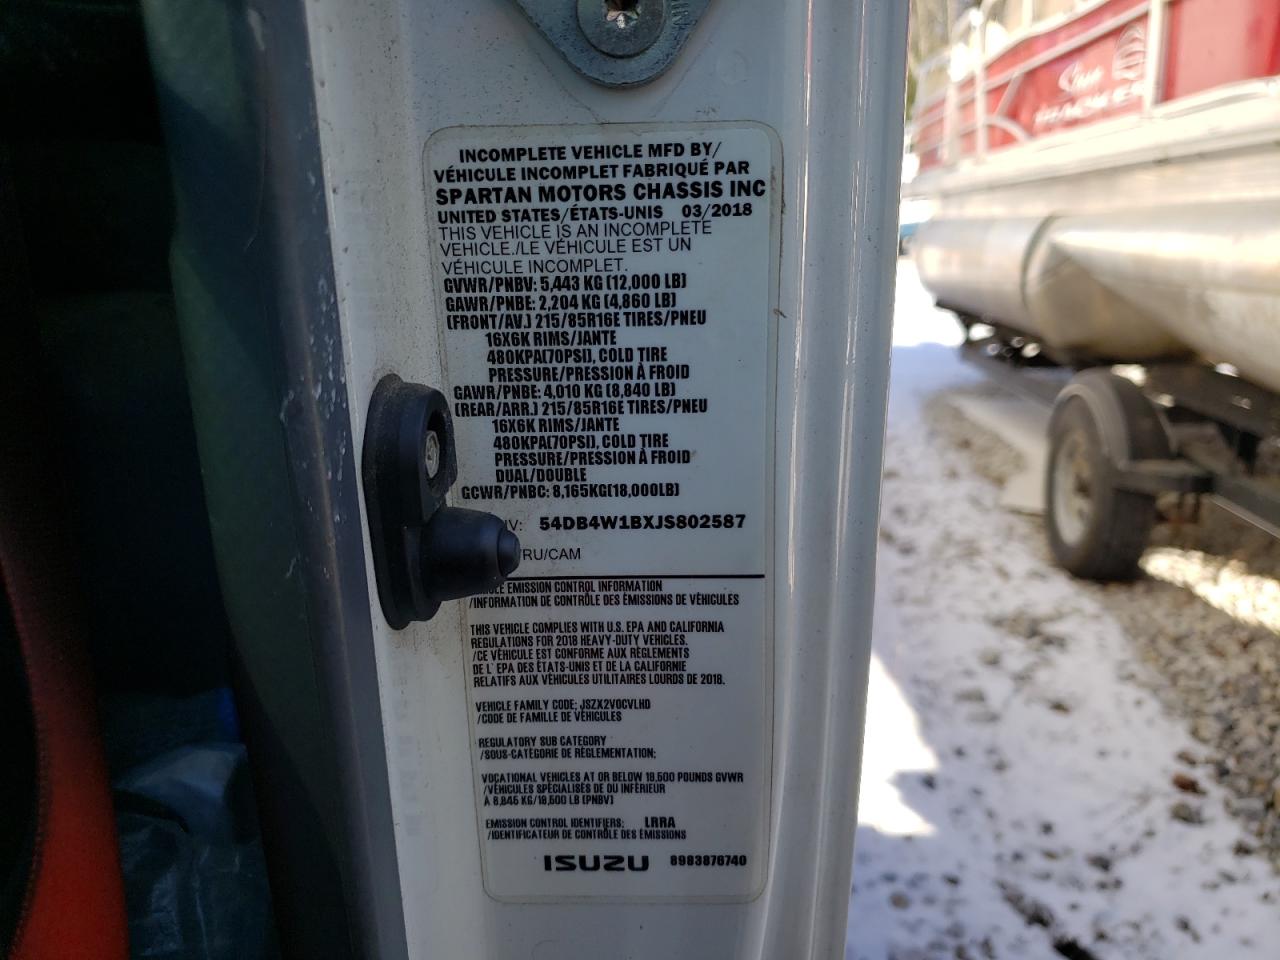 INCOMPLETE VEHICLE MFD BY/
VÉHICULE INCOMPLET FABRIQUÉ PAR
SPARTAN MOTORS CHASSIS INC
UNITED STATES/ÉTATS-UNIS 03/2018
THIS VEHICLE IS AN INCOMPLETE
VEHICLE./LE VÉHICULE EST UN
VÉHICULE INCOMPLET.
GVWR/PNBV: 5,443 KG (12,000 LB)
GAWR/PNBE: 2,204 KG (4,860 LB)
(FRONT/AV.) 215/85R16E TIRES/PNEU
16X6K RIMS/JANTE
480KPA(70PSI), COLD TIRE
PRESSURE/PRESSION À FROID
GAWR/PNBE: 4,010 KG (8,840 LB)
(REAR/ARR.) 215/85R16E TIRES/PNEU
16X6K RIMS/JANTE
480KPA(70PSI), COLD TIRE
PRESSURE/PRESSION À FROID
DUAL/DOUBLE
GCWR/PNBC: 8,165KG(18,000LB)
IV: 54DB4W1BXJS802587
TRU/CAM
EMISSION CONTROL INFORMATION
/INFORMATION DE CONTRÔLE DES ÉMISSIONS DE VÉHICULES
THIS VEHICLE COMPLIES WITH U.S. EPA AND CALIFORNIA
REGULATIONS FOR 2018 HEAVY-DUTY VEHICLES.
/CE VÉHICULE EST CONFORME AUX RÈGLEMENTS
DE L' EPA DES ÉTATS-UNIS ET DE LA CALIFORNIE
RELATIFS AUX VÉHICULES UTILITAIRES LOURDS DE 2018.
VEHICLE FAMILY CODE; JSZX2VOCVLHD
/CODE DE FAMILLE DE VÉHICULES
REGULATORY SUB CATEGORY
/SOUS-CATÉGORIE DE RÉGLEMENTATION;
VOCATIONAL VEHICLES AT OR BELOW 19,500 POUNDS GVWR
/VÉHICULES SPÉCIALISÉS DE OU INFÉRIEUR
À 8,845 KG/19,500 LB (PNBV)
EMISSION CONTROL IDENTIFIERS; LRRA
/IDENTIFICATEUR DE CONTRÔLE DES ÉMISSIONS
ISUZU 8983876740
Sun
TRACKER